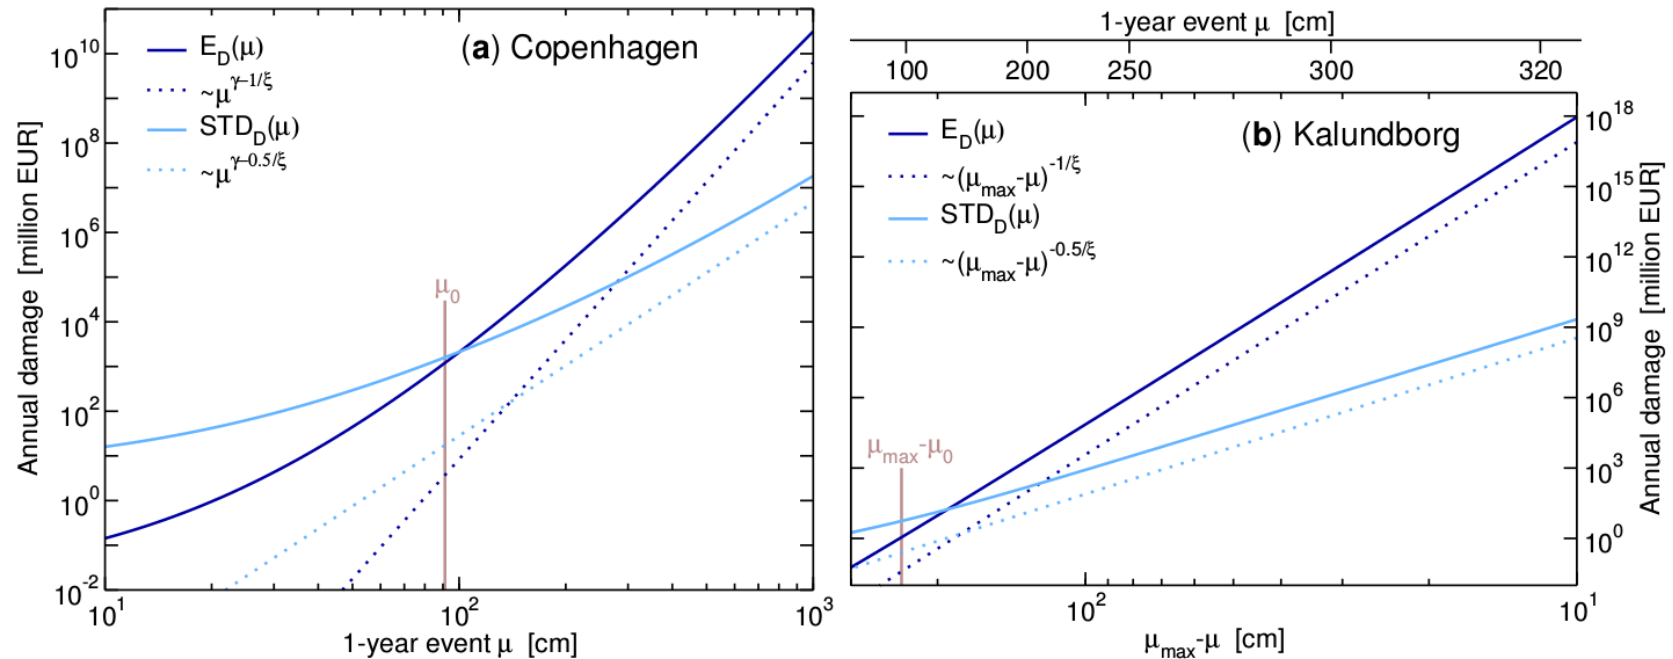 (a) Copenhagen
E_D(μ)
~μ^γ–1/ξ
STD_D(μ)
~μ^γ–0.5/ξ
μ_0
Annual damage [million EUR]
10^10
10^8
10^6
10^4
10^2
10^0
10^-2
10^1
10^2
10^3
1-year event μ [cm]
1-year event μ [cm]
100
200
250
300
320
(b) Kalundborg
E_D(μ)
~(μ_max-μ)^-1/ξ
STD_D(μ)
~(μ_max-μ)^-0.5/ξ
μ_max-μ_0
10^18
10^15
10^12
10^9
10^6
10^3
10^0
Annual damage [million EUR]
10^2
10^1
μ_max-μ [cm]